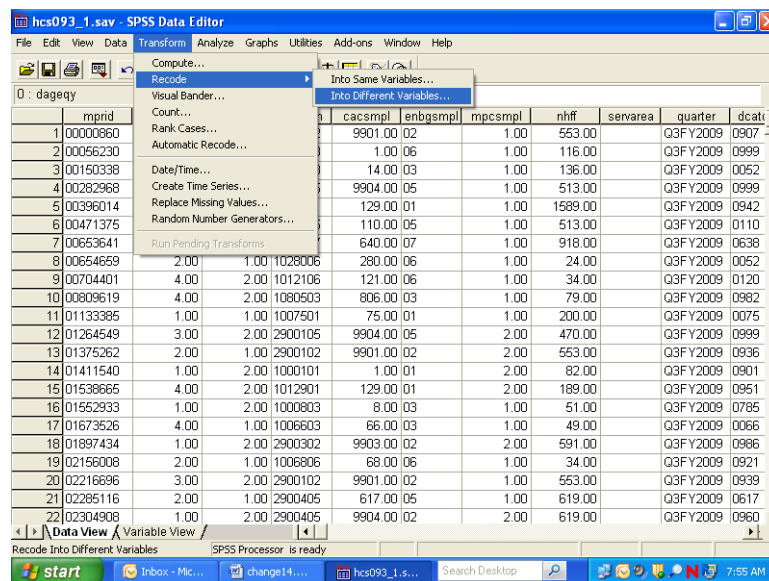 hcs093_1.sav - SPSS Data Editor
File Edit View Data Transform Analyze Graphs Utilities Add-ons Window Help
Compute...
Recode
Into Same Variables...
0 : dageqy
Visual Bander...
Into Different Variables...
Count...
Rank Cases...
Automatic Recode...
Date/Time...
Create Time Series...
Replace Missing Values...
Random Number Generators...
Run Pending Transforms
mprid cacsmpl enbgsmpl mpcsmpl nhff servarea quarter dcatc
1 00000860 9901.00 02 1.00 553.00 Q3FY2009 0907
2 00056230 1.00 06 1.00 116.00 Q3FY2009 0999
3 00150338 14.00 03 1.00 136.00 Q3FY2009 0052
4 00282968 9904.00 05 1.00 513.00 Q3FY2009 0999
5 00396014 129.00 01 1.00 1589.00 Q3FY2009 0942
6 00471375 110.00 05 1.00 513.00 Q3FY2009 0110
7 00653641 640.00 07 1.00 918.00 Q3FY2009 0638
8 00654659 2.00 1.00 1028006 280.00 06 1.00 24.00 Q3FY2009 0052
9 00704401 4.00 2.00 1012106 121.00 06 1.00 34.00 Q3FY2009 0120
10 00809619 4.00 2.00 1080503 806.00 03 1.00 79.00 Q3FY2009 0982
11 01133385 1.00 1.00 1007501 75.00 01 1.00 200.00 Q3FY2009 0075
12 01264549 3.00 2.00 2900105 9904.00 05 2.00 470.00 Q3FY2009 0999
13 01375262 2.00 1.00 2900102 9901.00 02 2.00 553.00 Q3FY2009 0936
14 01411540 1.00 2.00 1000101 1.00 01 2.00 82.00 Q3FY2009 0901
15 01538665 4.00 2.00 1012901 129.00 01 2.00 189.00 Q3FY2009 0951
16 01552933 1.00 2.00 1000803 8.00 03 1.00 51.00 Q3FY2009 0785
17 01673526 4.00 1.00 1006603 66.00 03 1.00 49.00 Q3FY2009 0066
18 01897434 1.00 2.00 2900302 9903.00 02 2.00 591.00 Q3FY2009 0986
19 02156008 2.00 1.00 1006806 68.00 06 1.00 34.00 Q3FY2009 0921
20 02216696 3.00 2.00 2900102 9901.00 02 1.00 553.00 Q3FY2009 0939
21 02285116 2.00 1.00 2900405 617.00 05 1.00 619.00 Q3FY2009 0617
22 02304908 1.00 2.00 2900405 9904.00 02 2.00 619.00 Q3FY2009 0960
Data View Variable View
Recode Into Different Variables SPSS Processor is ready
start Inbox - Mic... change14.... hcs093_1.s... Search Desktop 7:55 AM